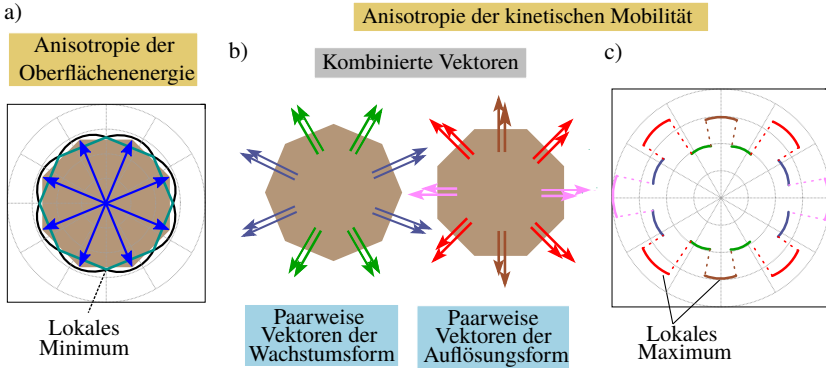 a)
Anisotropie der
Oberflächenenergie
Lokales
Minimum
Anisotropie der kinetischen Mobilität
b)
Kombinierte Vektoren
Paarweise
Vektoren der
Wachstumsform
Paarweise
Vektoren der
Auflösungsform
c)
Lokales
Maximum